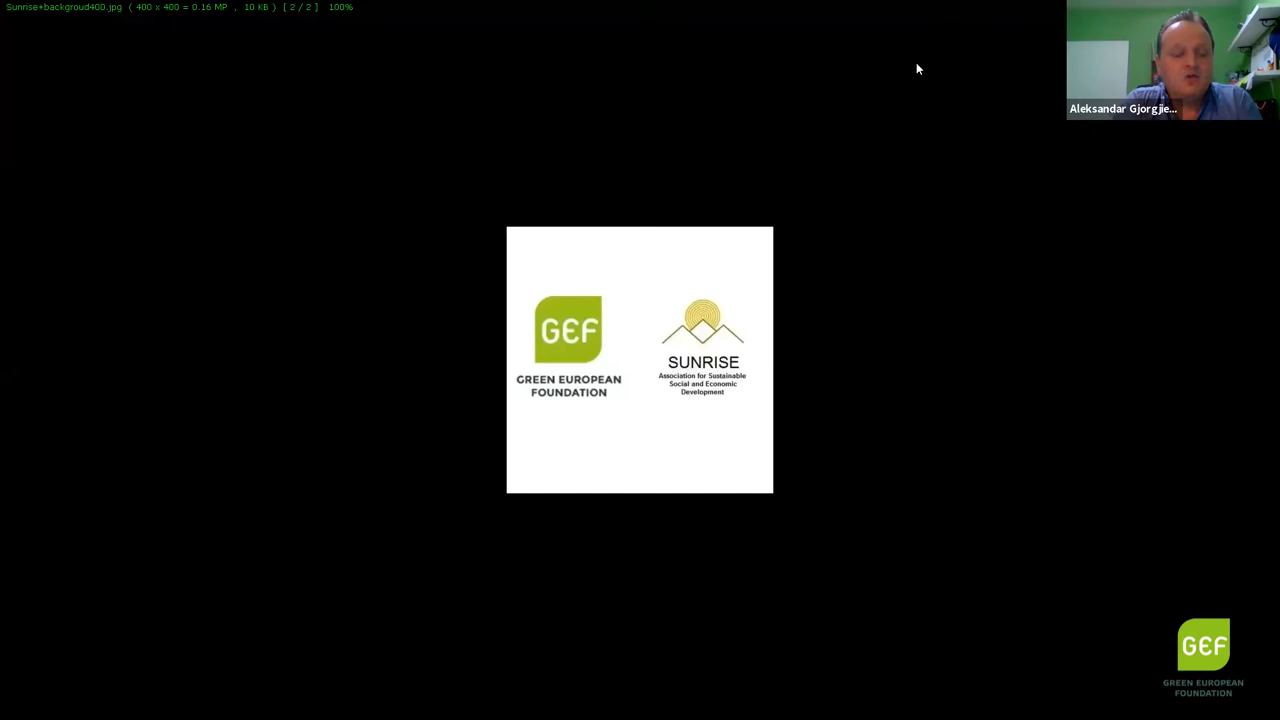 Sunrise+backgroud400.jpg ( 400 x 400 = 0.16 MP , 10 KB ) [ 2 / 2 ] 100%
Aleksandar Gjorgjie...
GEF
GREEN EUROPEAN
FOUNDATION
SUNRISE
Association for Sustainable
Social and Economic
Development
GEF
GREEN EUROPEAN
FOUNDATION